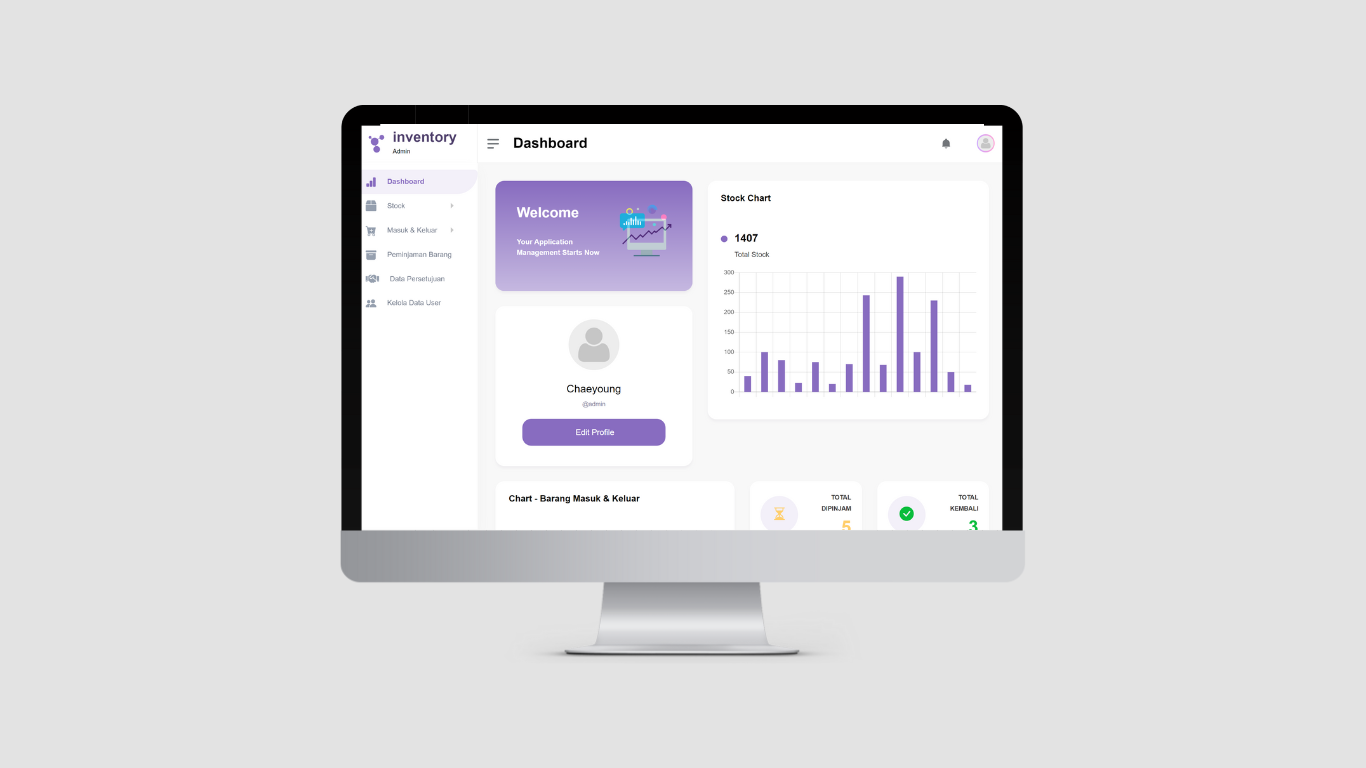 inventory
Admin
Dashboard
Stock
Masuk & Keluar
Peminjaman Barang
Data Persetujuan
Kelola Data User
Dashboard
Welcome
Your Application
Management Starts Now
Chaeyoung
@admin
Edit Profile
Stock Chart
1407
Total Stock
300
250
200
150
100
50
0
Chart - Barang Masuk & Keluar
TOTAL
DIPINJAM
5
TOTAL
KEMBALI
3